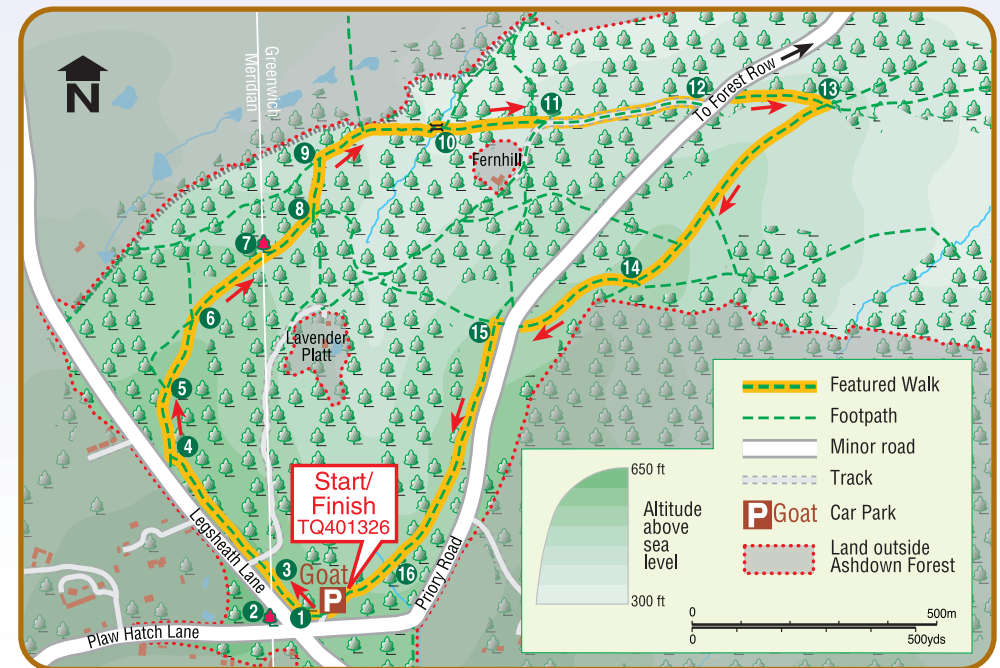 N
Greenwich
Meridian
To Forest Row
9
10
11
12
13
Fernhill
8
7
6
14
15
Lavender
Platt
5
4
Start/
Finish
TQ401326
Legsheath Lane
3
Goat
P
16
2
1
Priory Road
Plaw Hatch Lane
Featured Walk
Footpath
Minor road
Track
P Goat Car Park
Land outside
Ashdown Forest
650 ft
Altitude
above
sea
level
300 ft
0 500m
0 500yds